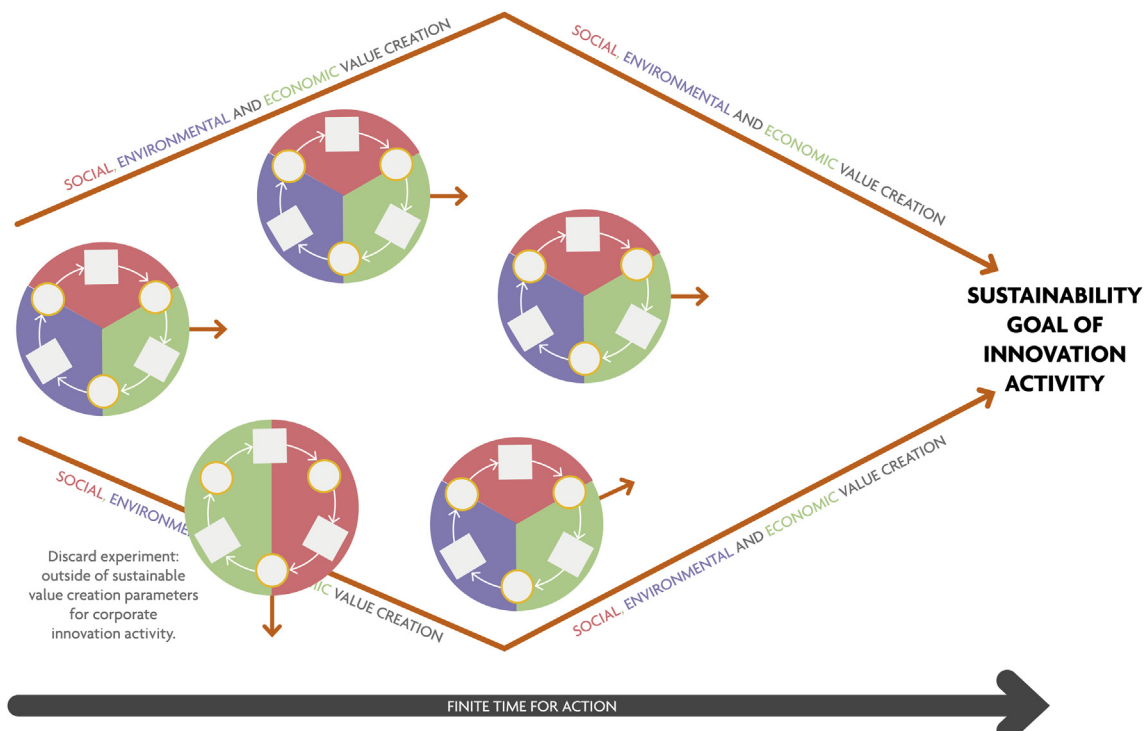 SOCIAL, ENVIRONMENTAL AND ECONOMIC VALUE CREATION
SOCIAL, ENVIRONMENTAL AND ECONOMIC VALUE CREATION
SUSTAINABILITY
GOAL OF
INNOVATION
ACTIVITY
SOCIAL, VALUE CREATION
SOCIAL, ENVIRONMENTAL AND ECONOMIC VALUE CREATION
Discard experiment:
outside of sustainable
value creation parameters
for corporate
innovation activity.
FINITE TIME FOR ACTION